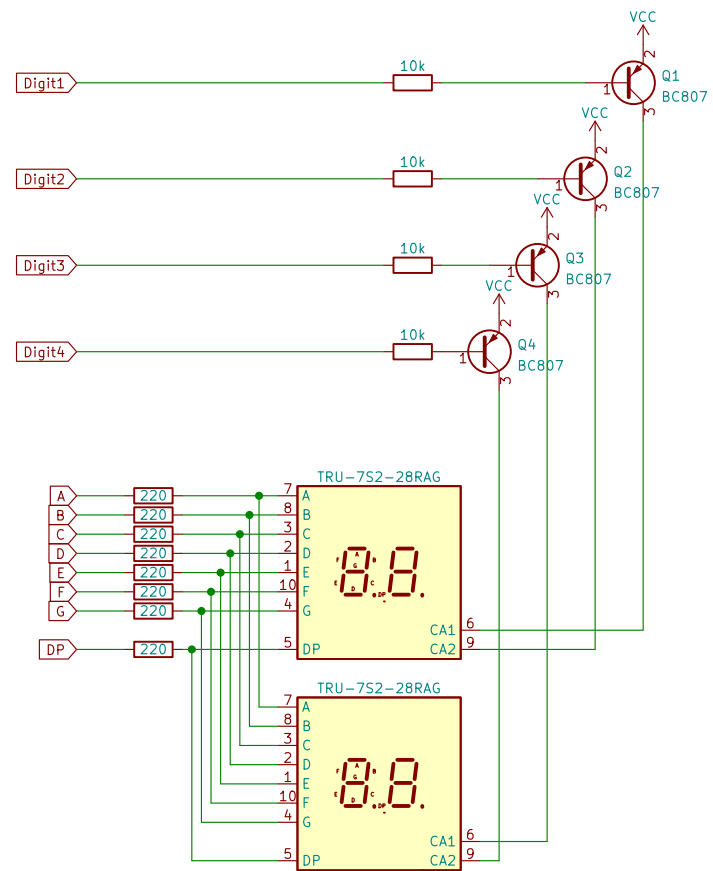 VCC
10k
2
Q1
Digit1
1
BC807
3
VCC
10k
2
Q2
Digit2
1
BC807
VCC
3
10k
2
Q3
Digit3
1
BC807
VCC
3
10k
2
Q4
Digit4
1
BC807
3
TRU-7S2-28RAG
A 220 7 A
B 220 8 B
C 220 3 C
D 220 2 D
E 220 1 E
F 220 10 F
G 220 4 G
A
F B
G
E C
D
DP
CA1 6
DP 220 5 DP CA2 9
TRU-7S2-28RAG
7 A
8 B
3 C
2 D
1 E
10 F
4 G
A
F B
G
E C
D
DP
CA1 6
5 DP CA2 9